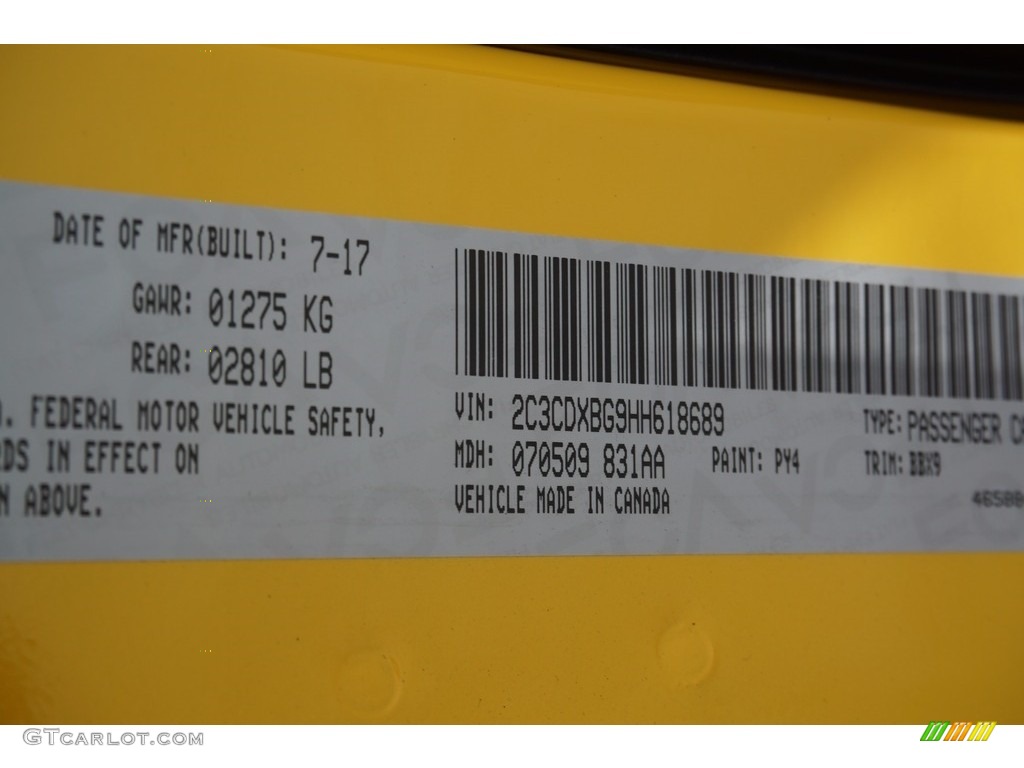 DATE OF MFR(BUILT): 7-17
GAWR: 01275 KG
REAR: 02810 LB
. FEDERAL MOTOR VEHICLE SAFETY,
DS IN EFFECT ON
N ABOVE.
VIN: 2C3CDXBG9HH618689
TYPE: PASSENGER
MDH: 070509 831AA
PAINT: PY4
TRIM: BBX9
VEHICLE MADE IN CANADA
GTCARLOT.COM